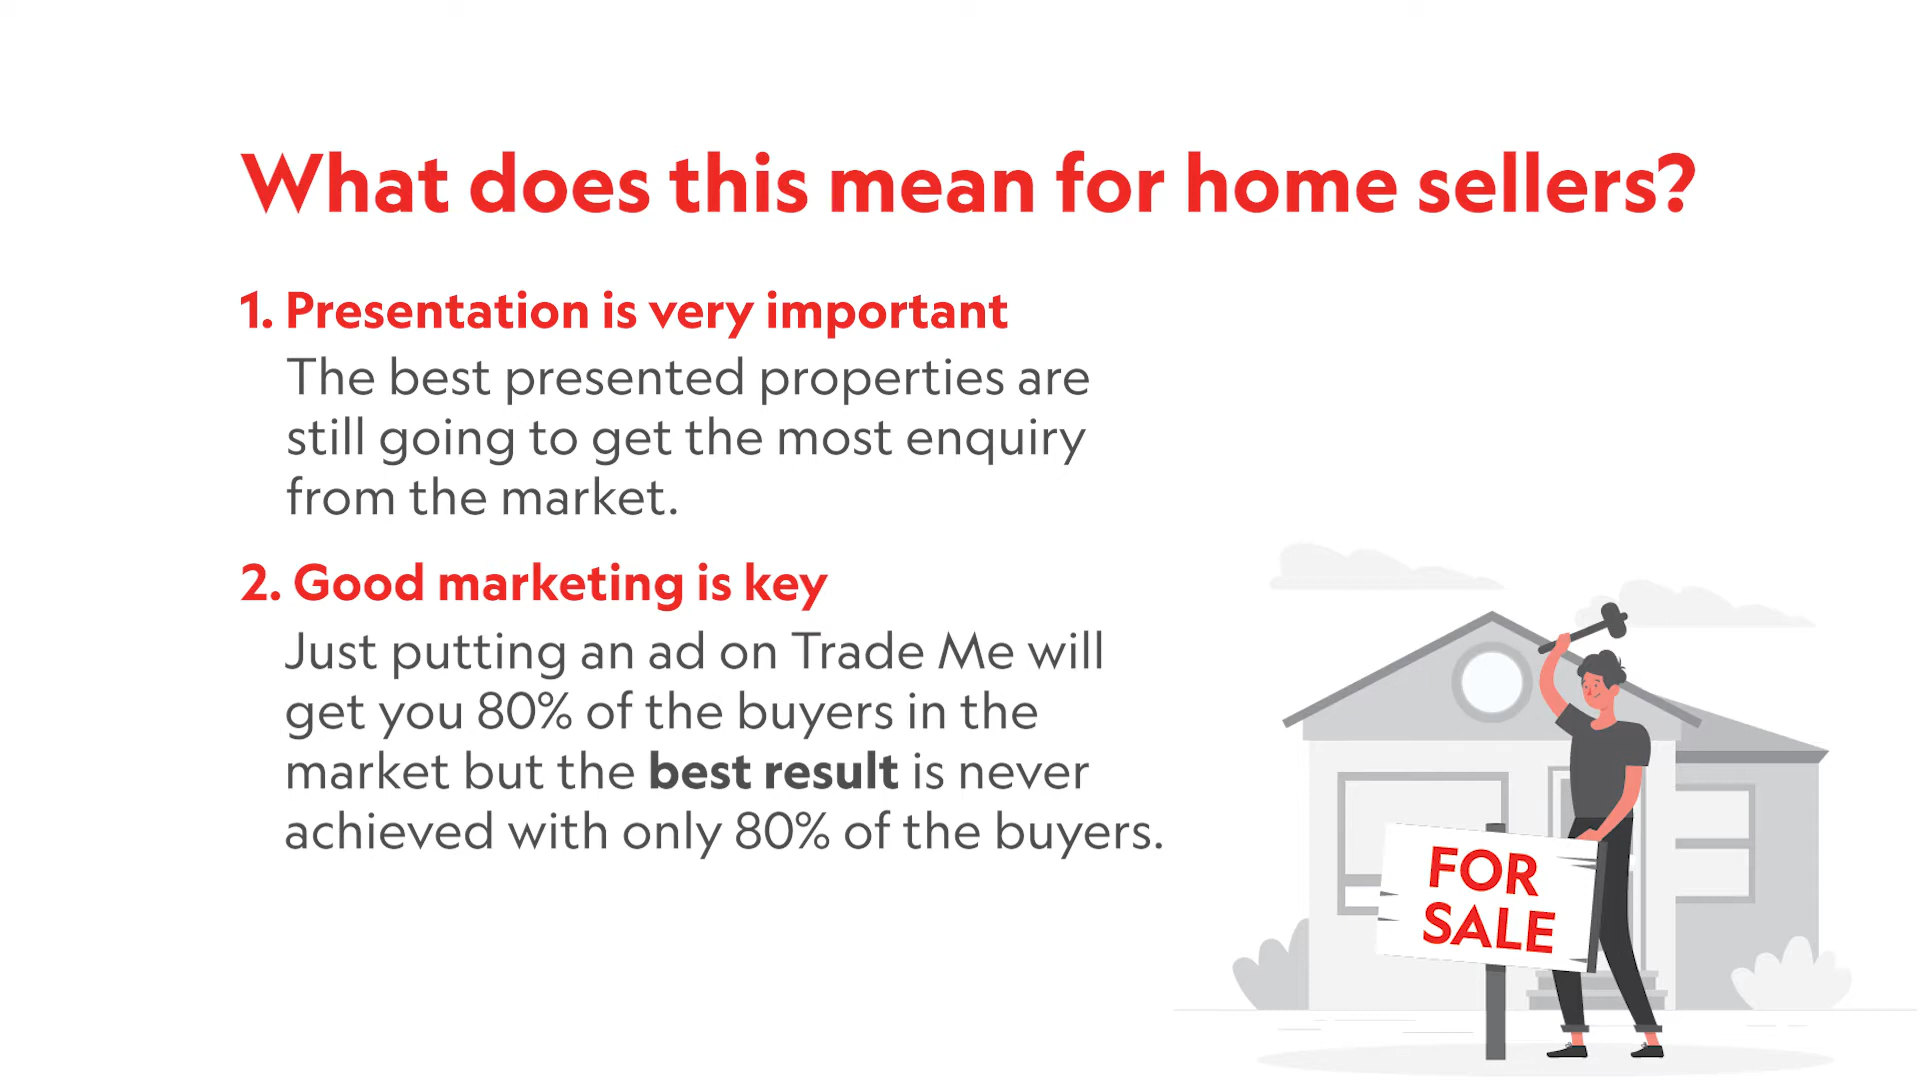 What does this mean for home sellers?
1. Presentation is very important
The best presented properties are
still going to get the most enquiry
from the market.
2. Good marketing is key
Just putting an ad on Trade Me will
get you 80% of the buyers in the
market but the best result is never
achieved with only 80% of the buyers.
FOR
SALE